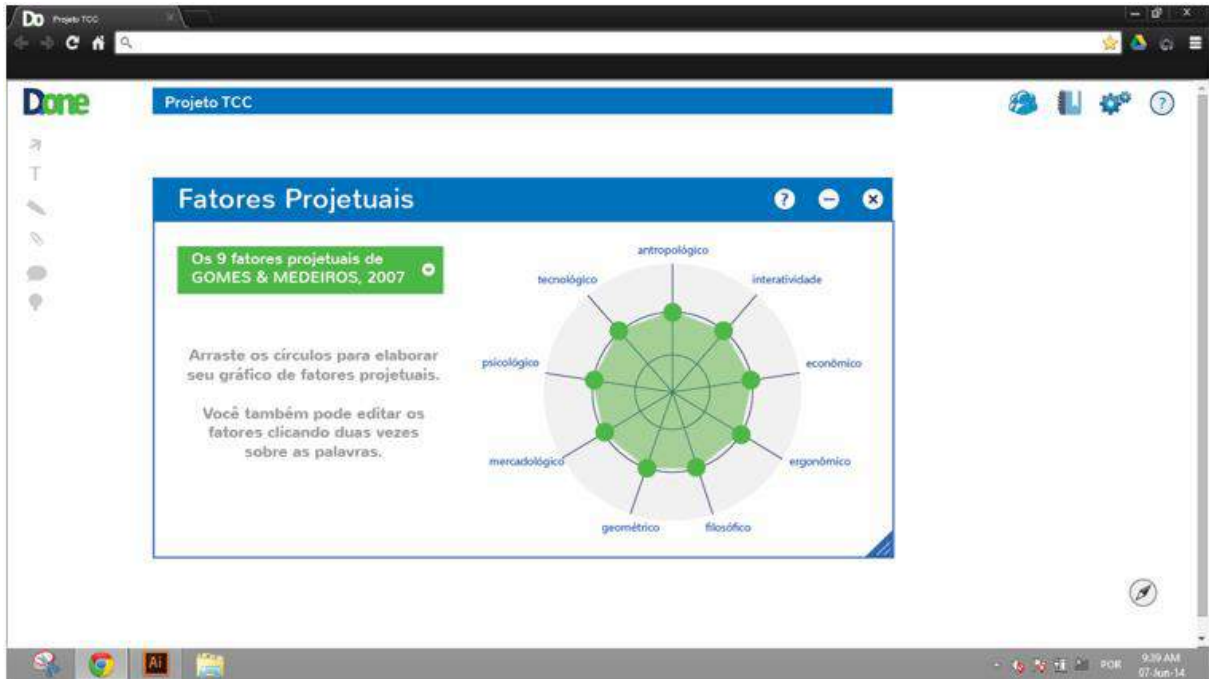 Do Projeto TCC
Done
Projeto TCC
T
Fatores Projetuais
Os 9 fatores projetuais de
GOMES & MEDEIROS, 2007
Arraste os círculos para elaborar
seu gráfico de fatores projetuais.
Você também pode editar os
fatores clicando duas vezes
sobre as palavras.
antropológico
tecnológico
interatividade
psicológico
econômico
mercadológico
ergonômico
geométrico
filosófico
Ai
POR
9:39 AM
07-Jun-14